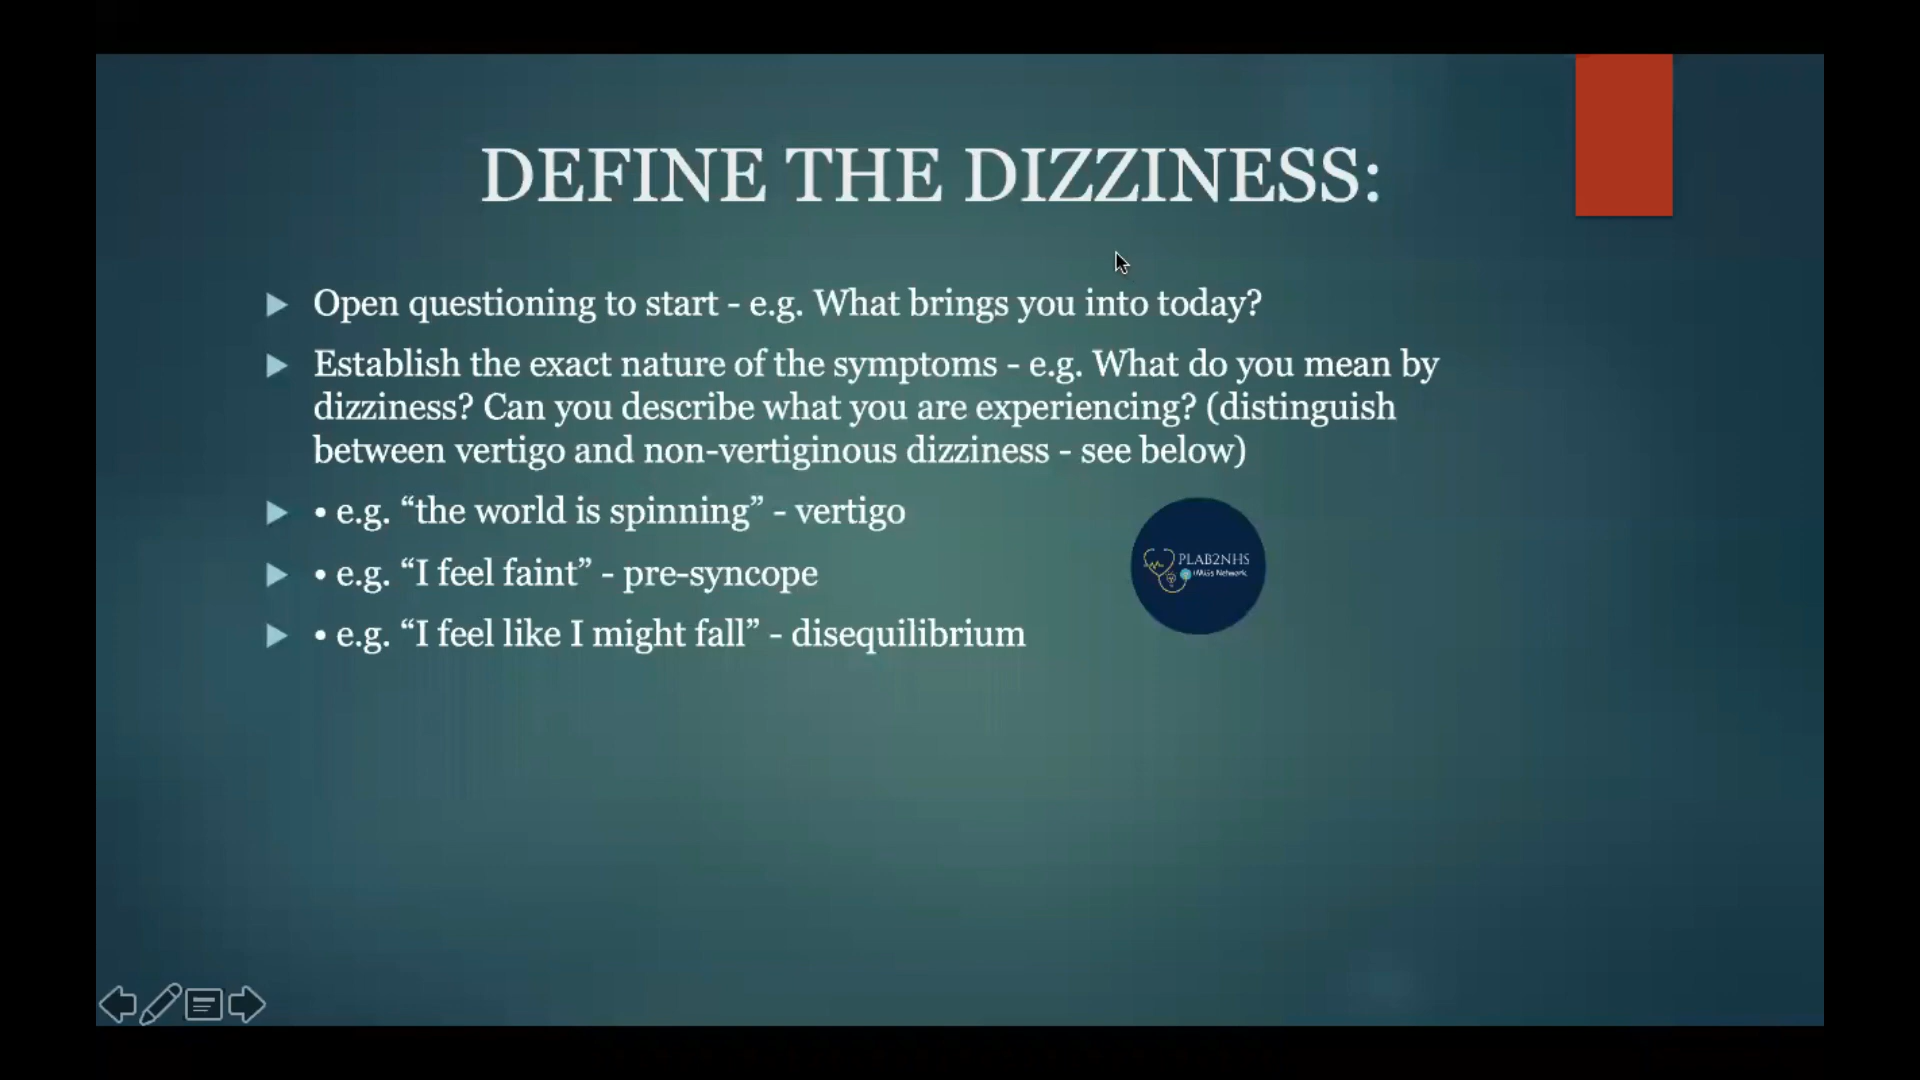 DEFINE THE DIZZINESS:
Open questioning to start - e.g. What brings you into today?
Establish the exact nature of the symptoms - e.g. What do you mean by
dizziness? Can you describe what you are experiencing? (distinguish
between vertigo and non-vertiginous dizziness - see below)
• e.g. “the world is spinning” - vertigo
• e.g. “I feel faint” - pre-syncope
• e.g. “I feel like I might fall” - disequilibrium
PLAB2NHS
IMGs Network